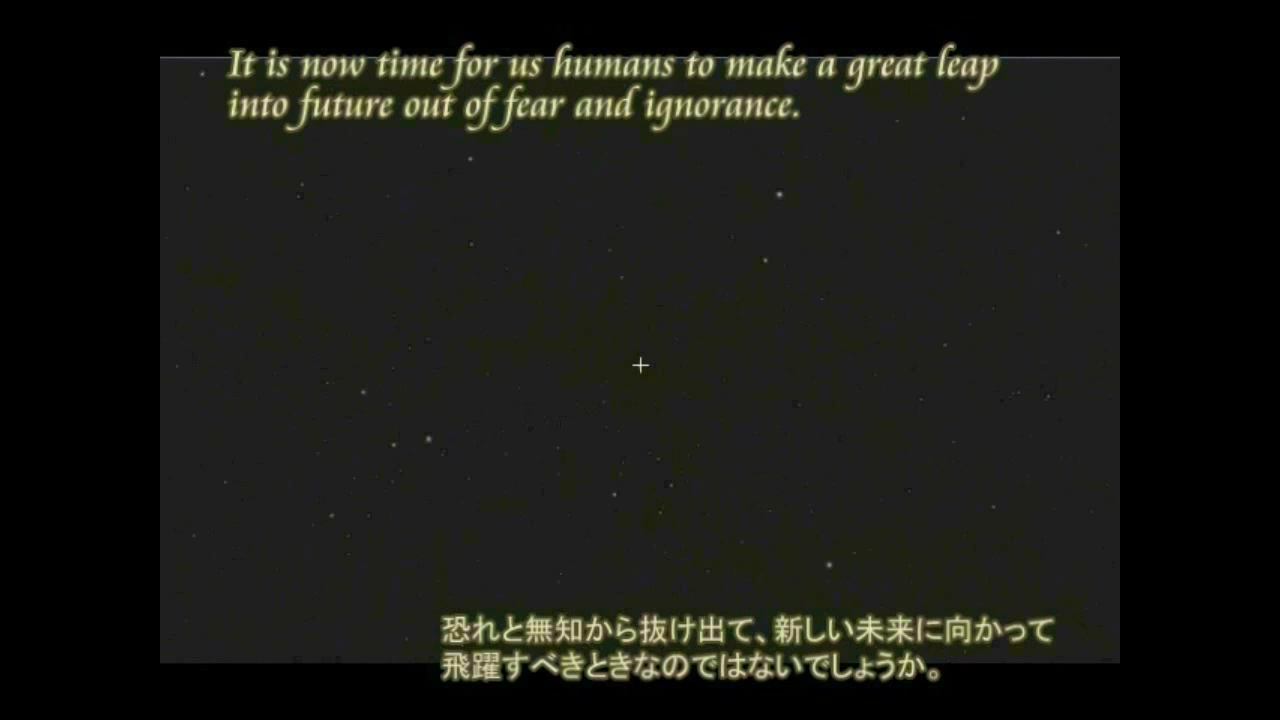 It is now time for us humans to make a great leap
into future out of fear and ignorance.
恐れと無知から抜け出て、新しい未来に向かって
飛躍すべきときなのではないでしょうか。